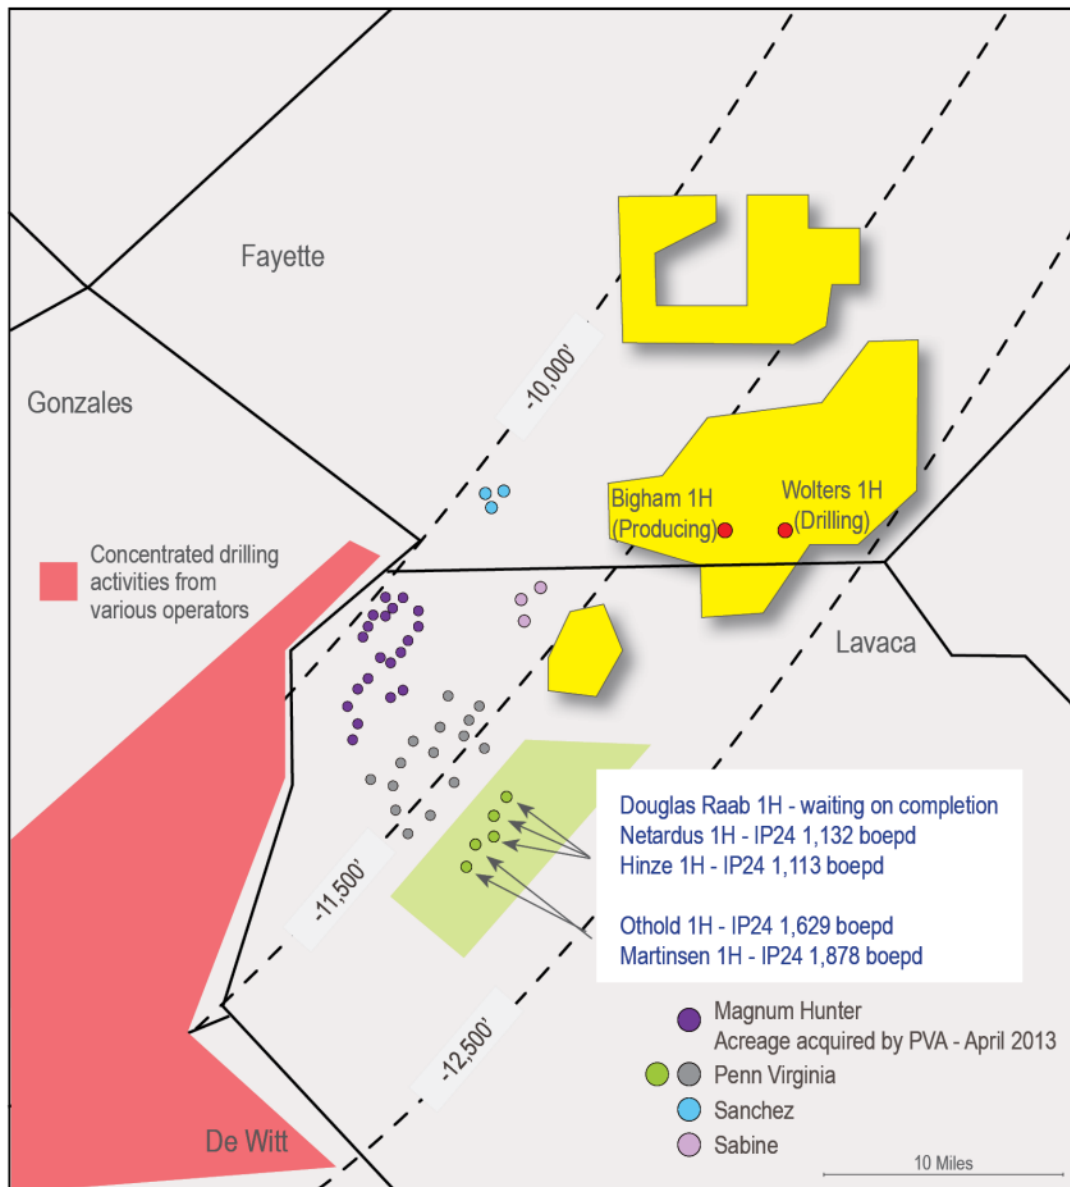 Fayette
Gonzales
-10,000'
Bigham 1H
(Producing)
Wolters 1H
(Drilling)
Concentrated drilling
activities from
various operators
Lavaca
Douglas Raab 1H - waiting on completion
Netardus 1H - IP24 1,132 boepd
Hinze 1H - IP24 1,113 boepd
Othold 1H - IP24 1,629 boepd
Martinsen 1H - IP24 1,878 boepd
-11,500'
-12,500'
Magnum Hunter
Acreage acquired by PVA - April 2013
Penn Virginia
Sanchez
Sabine
De Witt
10 Miles